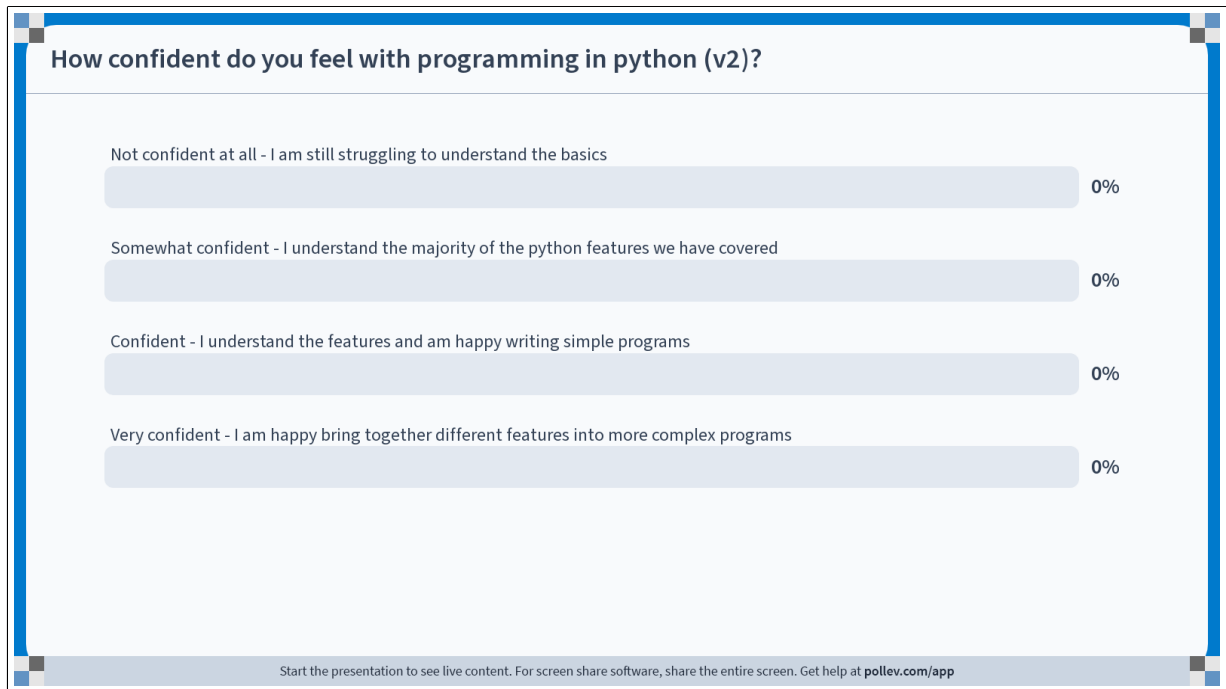 How confident do you feel with programming in python (v2)?
Not confident at all - I am still struggling to understand the basics
0%
Somewhat confident - I understand the majority of the python features we have covered
0%
Confident - I understand the features and am happy writing simple programs
0%
Very confident - I am happy bring together different features into more complex programs
0%
Start the presentation to see live content. For screen share software, share the entire screen. Get help at pollev.com/app